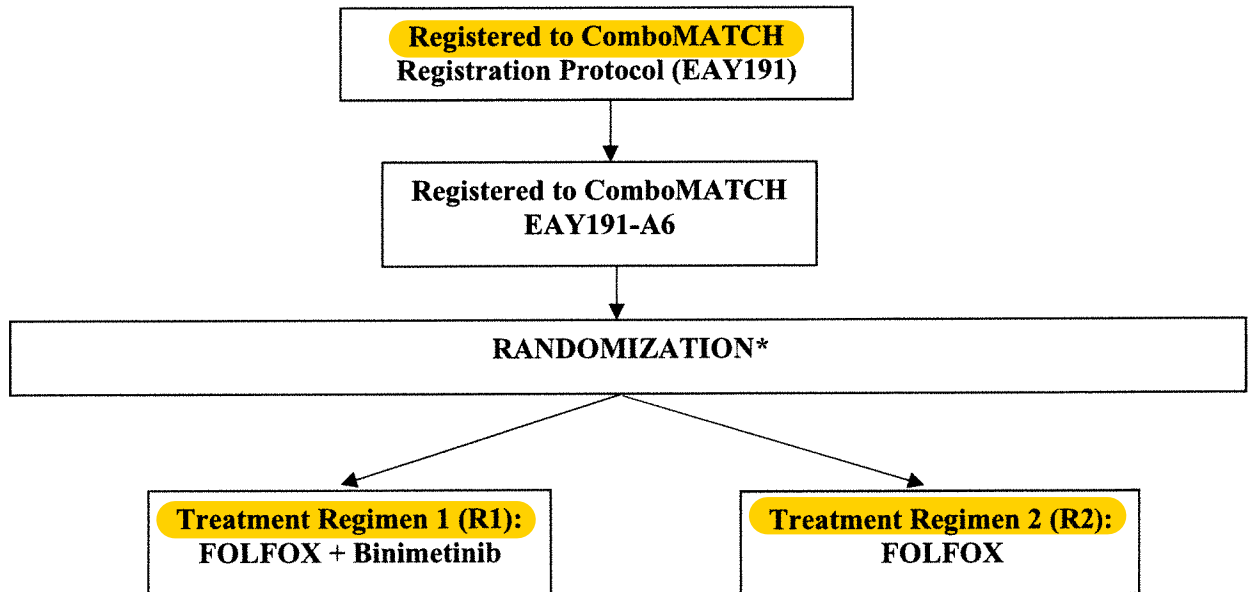 Registered to ComboMATCH
Registration Protocol (EAY191)
Registered to ComboMATCH
EAY191-A6
RANDOMIZATION*
Treatment Regimen 1 (R1):
FOLFOX + Binimetinib
Treatment Regimen 2 (R2):
FOLFOX